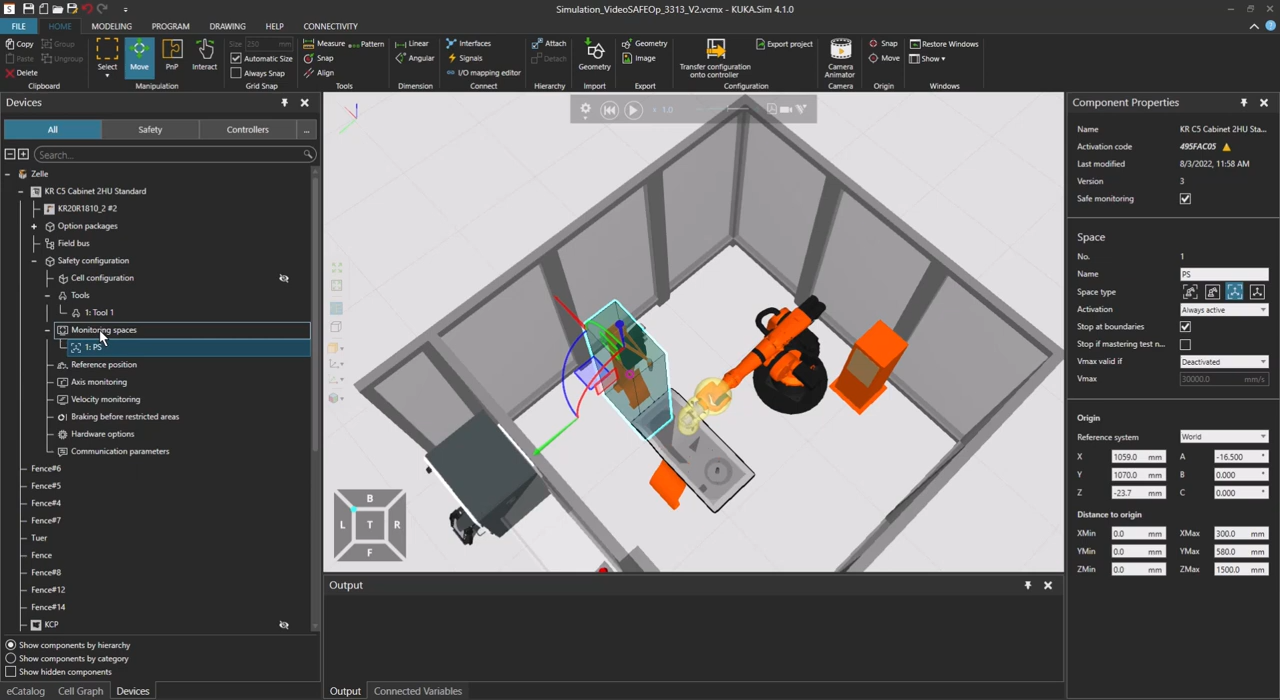 Simulation_VideoSAFEOp_3313_V2.vcmx - KUKA.Sim 4.1.0
FILE HOME MODELING PROGRAM DRAWING HELP CONNECTIVITY
Copy Group Size 250 mm Measure Pattern Linear Interfaces Attach Geometry Export project Snap Restore Windows
Paste Ungroup Automatic Size Snap Angular Signals Detach Image Move Show
Delete Always Snap Align I/O mapping editor
Select Move PnP Interact Geometry Transfer configuration onto controller Camera Animator
Clipboard Manipulation Grid Snap Tools Dimension Connect Hierarchy Import Export Configuration Camera Origin Windows
Devices
All Safety Controllers ...
Search...
Zelle
KR C5 Cabinet 2HU Standard
KR20R1810_2 #2
Option packages
Field bus
Safety configuration
Cell configuration
Tools
1: Tool 1
Monitoring spaces
1: PS
Reference position
Axis monitoring
Velocity monitoring
Braking before restricted areas
Hardware options
Communication parameters
Fence#6
Fence#5
Fence#4
Fence#7
Tuer
Fence
Fence#8
Fence#12
Fence#14
KCP
Show components by hierarchy
Show components by category
Show hidden components
eCatalog Cell Graph Devices
x 1.0
B
L T R
F
Output
Output Connected Variables
Component Properties
Name KR C5 Cabinet 2HU Sta...
Activation code 495FAC05
Last modified 8/3/2022, 11:58 AM
Version 3
Safe monitoring
Space
No. 1
Name PS
Space type
Activation Always active
Stop at boundaries
Stop if mastering test n...
Vmax valid if Deactivated
Vmax 30000.0 mm/s
Origin
Reference system World
X 1059.0 mm A -16.500 °
Y 1070.0 mm B 0.000 °
Z -23.7 mm C 0.000 °
Distance to origin
XMin 0.0 mm XMax 300.0 mm
YMin 0.0 mm YMax 580.0 mm
ZMin 0.0 mm ZMax 1500.0 mm